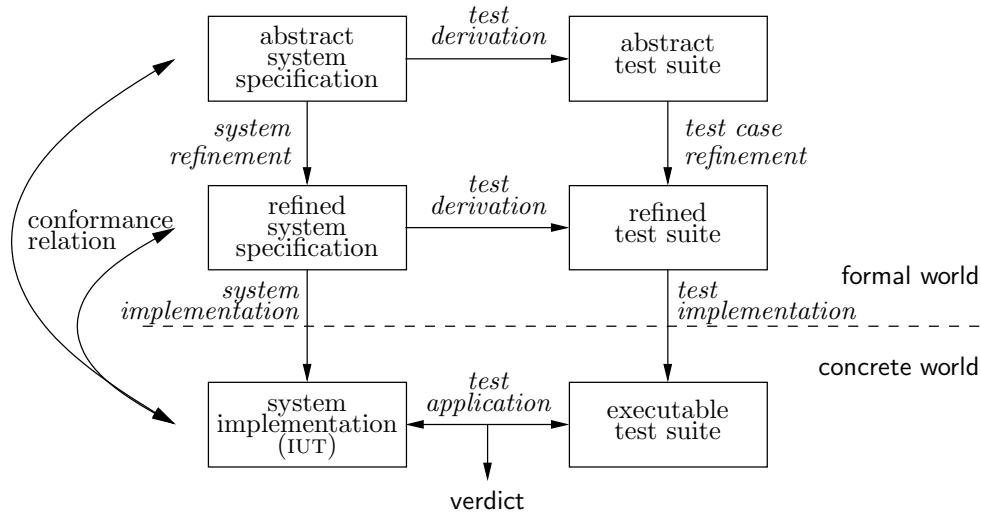 abstract
system
specification
test
derivation
abstract
test suite
system
refinement
test case
refinement
conformance
relation
refined
system
specification
test
derivation
refined
test suite
formal world
system
implementation
test
implementation
concrete world
system
implementation
(IUT)
test
application
executable
test suite
verdict